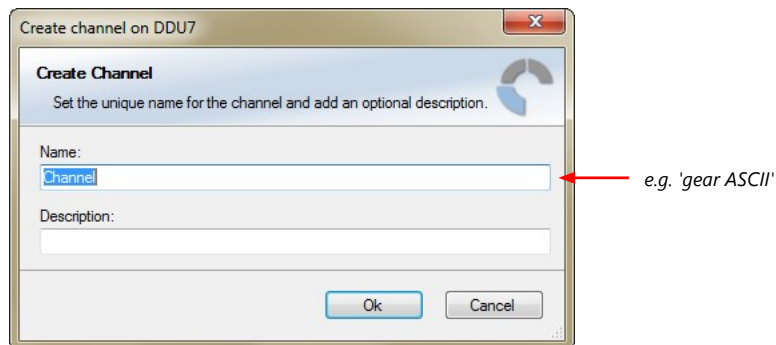 Create channel on DDU7
Create Channel
Set the unique name for the channel and add an optional description.
Name:
Channel
e.g. 'gear ASCII'
Description:
Ok
Cancel